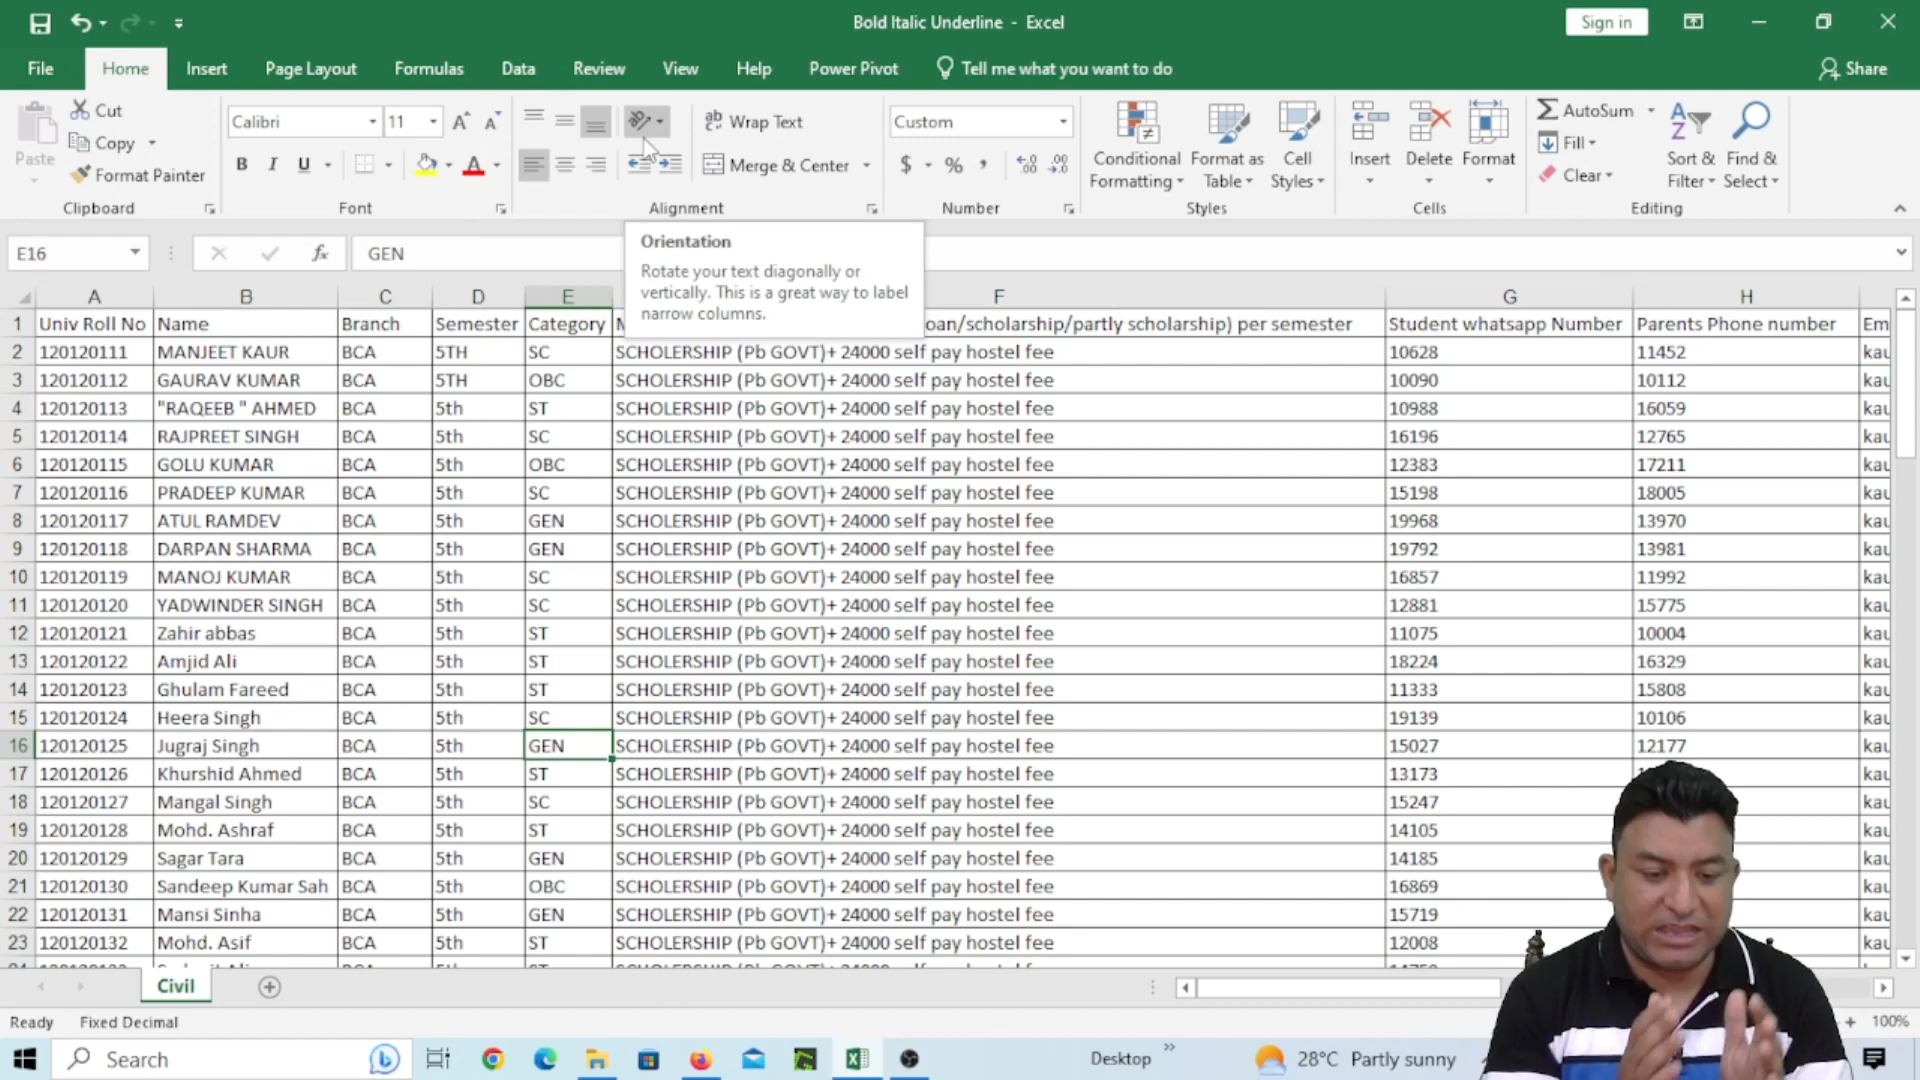 Bold Italic Underline - Excel
Sign in
File Home Insert Page Layout Formulas Data Review View Help Power Pivot Tell me what you want to do Share
Paste Cut Copy Format Painter Clipboard
Calibri 11 B I U A Font
Wrap Text Merge & Center Alignment
Custom $ % Number
Conditional Formatting Format as Table Cell Styles Styles
Insert Delete Format Cells
AutoSum Fill Clear Sort & Filter Find & Select Editing
E16 fx GEN
Orientation
Rotate your text diagonally or
vertically. This is a great way to label
narrow columns.
A B C D E F G H
1 Univ Roll No Name Branch Semester Category oan/scholarship/partly scholarship) per semester Student whatsapp Number Parents Phone number Em
2 120120111 MANJEET KAUR BCA 5TH SC SCHOLERSHIP (Pb GOVT)+ 24000 self pay hostel fee 10628 11452 kau
3 120120112 GAURAV KUMAR BCA 5TH OBC SCHOLERSHIP (Pb GOVT)+ 24000 self pay hostel fee 10090 10112 kau
4 120120113 "RAQEEB " AHMED BCA 5th ST SCHOLERSHIP (Pb GOVT)+ 24000 self pay hostel fee 10988 16059 kau
5 120120114 RAJPREET SINGH BCA 5th SC SCHOLERSHIP (Pb GOVT)+ 24000 self pay hostel fee 16196 12765 kau
6 120120115 GOLU KUMAR BCA 5th OBC SCHOLERSHIP (Pb GOVT)+ 24000 self pay hostel fee 12383 17211 kau
7 120120116 PRADEEP KUMAR BCA 5th SC SCHOLERSHIP (Pb GOVT)+ 24000 self pay hostel fee 15198 18005 kau
8 120120117 ATUL RAMDEV BCA 5th GEN SCHOLERSHIP (Pb GOVT)+ 24000 self pay hostel fee 19968 13970 kau
9 120120118 DARPAN SHARMA BCA 5th GEN SCHOLERSHIP (Pb GOVT)+ 24000 self pay hostel fee 19792 13981 kau
10 120120119 MANOJ KUMAR BCA 5th SC SCHOLERSHIP (Pb GOVT)+ 24000 self pay hostel fee 16857 11992 kau
11 120120120 YADWINDER SINGH BCA 5th SC SCHOLERSHIP (Pb GOVT)+ 24000 self pay hostel fee 12881 15775 kau
12 120120121 Zahir abbas BCA 5th ST SCHOLERSHIP (Pb GOVT)+ 24000 self pay hostel fee 11075 10004 kau
13 120120122 Amjid Ali BCA 5th ST SCHOLERSHIP (Pb GOVT)+ 24000 self pay hostel fee 18224 16329 kau
14 120120123 Ghulam Fareed BCA 5th ST SCHOLERSHIP (Pb GOVT)+ 24000 self pay hostel fee 11333 15808 kau
15 120120124 Heera Singh BCA 5th SC SCHOLERSHIP (Pb GOVT)+ 24000 self pay hostel fee 19139 10106 kau
16 120120125 Jugraj Singh BCA 5th GEN SCHOLERSHIP (Pb GOVT)+ 24000 self pay hostel fee 15027 12177 kau
17 120120126 Khurshid Ahmed BCA 5th ST SCHOLERSHIP (Pb GOVT)+ 24000 self pay hostel fee 13173 kau
18 120120127 Mangal Singh BCA 5th SC SCHOLERSHIP (Pb GOVT)+ 24000 self pay hostel fee 15247 kau
19 120120128 Mohd. Ashraf BCA 5th ST SCHOLERSHIP (Pb GOVT)+ 24000 self pay hostel fee 14105 kau
20 120120129 Sagar Tara BCA 5th GEN SCHOLERSHIP (Pb GOVT)+ 24000 self pay hostel fee 14185 kau
21 120120130 Sandeep Kumar Sah BCA 5th OBC SCHOLERSHIP (Pb GOVT)+ 24000 self pay hostel fee 16869 kau
22 120120131 Mansi Sinha BCA 5th GEN SCHOLERSHIP (Pb GOVT)+ 24000 self pay hostel fee 15719 kau
23 120120132 Mohd. Asif BCA 5th ST SCHOLERSHIP (Pb GOVT)+ 24000 self pay hostel fee 12008 kau
Civil
Ready Fixed Decimal 100%
Search Desktop 28°C Partly sunny